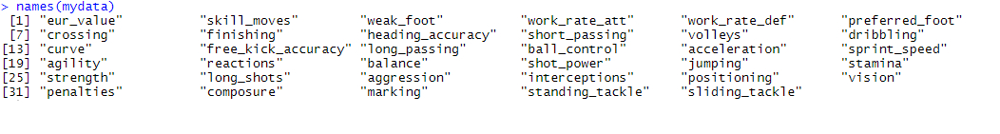 > names(mydata)
[1] "eur_value" "skill_moves" "weak_foot" "work_rate_att" "work_rate_def" "preferred_foot"
[7] "crossing" "finishing" "heading_accuracy" "short_passing" "volleys" "dribbling"
[13] "curve" "free_kick_accuracy" "long_passing" "ball_control" "acceleration" "sprint_speed"
[19] "agility" "reactions" "balance" "shot_power" "jumping" "stamina"
[25] "strength" "long_shots" "aggression" "interceptions" "positioning" "vision"
[31] "penalties" "composure" "marking" "standing_tackle" "sliding_tackle"